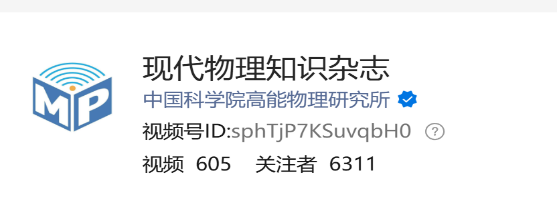 MP
现代物理知识杂志
中国科学院高能物理研究所
视频号ID:sphTjP7KSuvqbH0 ?
视频 605 关注者 6311